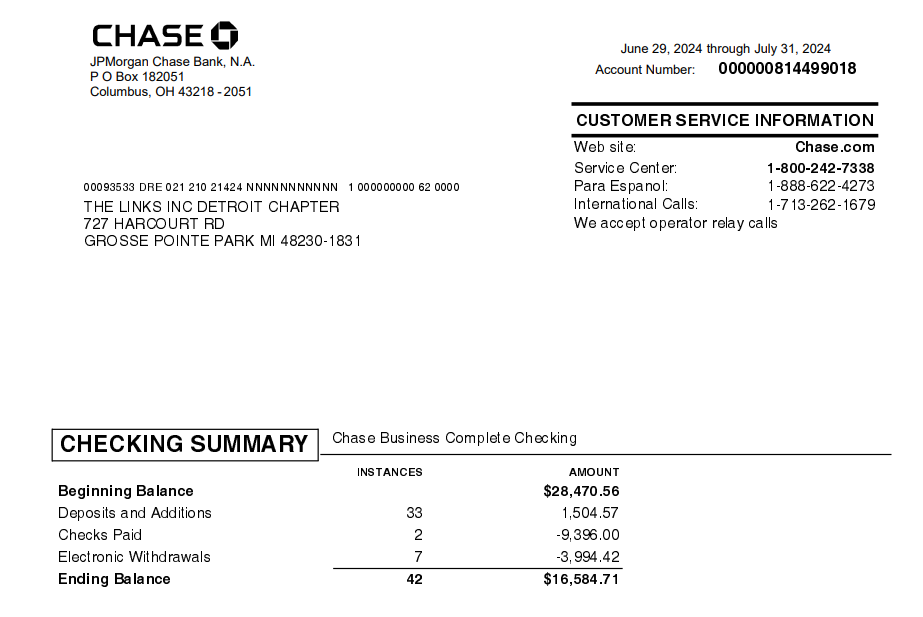 CHASE
JPMorgan Chase Bank, N.A.
P O Box 182051
Columbus, OH 43218 - 2051
June 29, 2024 through July 31, 2024
Account Number: 000000814499018
CUSTOMER SERVICE INFORMATION
Web site: Chase.com
Service Center: 1-800-242-7338
Para Espanol: 1-888-622-4273
International Calls: 1-713-262-1679
We accept operator relay calls
00093533 DRE 021 210 21424 NNNNNNNNNNN 1 000000000 62 0000
THE LINKS INC DETROIT CHAPTER
727 HARCOURT RD
GROSSE POINTE PARK MI 48230-1831
CHECKING SUMMARY Chase Business Complete Checking
INSTANCES AMOUNT
Beginning Balance $28,470.56
Deposits and Additions 33 1,504.57
Checks Paid 2 -9,396.00
Electronic Withdrawals 7 -3,994.42
Ending Balance 42 $16,584.71